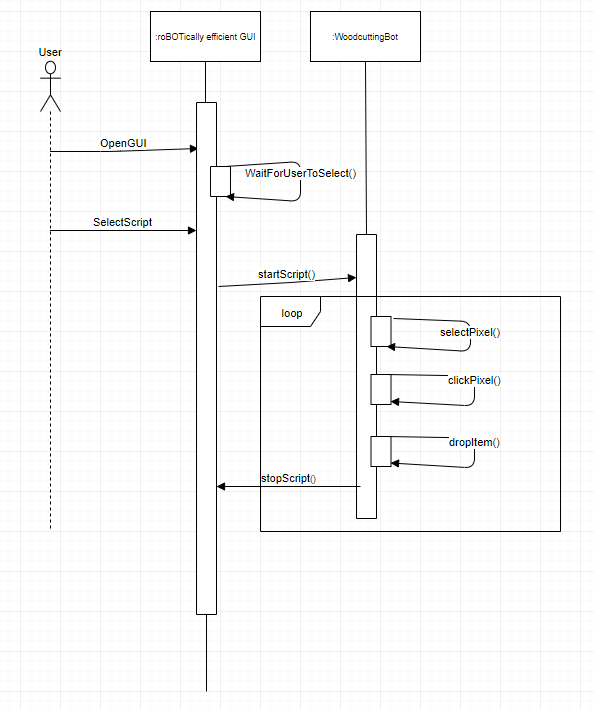 :roBOTically efficient GUI
:WoodcuttingBot
User
OpenGUI
WaitForUserToSelect()
SelectScript
startScript()
loop
selectPixel()
clickPixel()
dropItem()
stopScript()